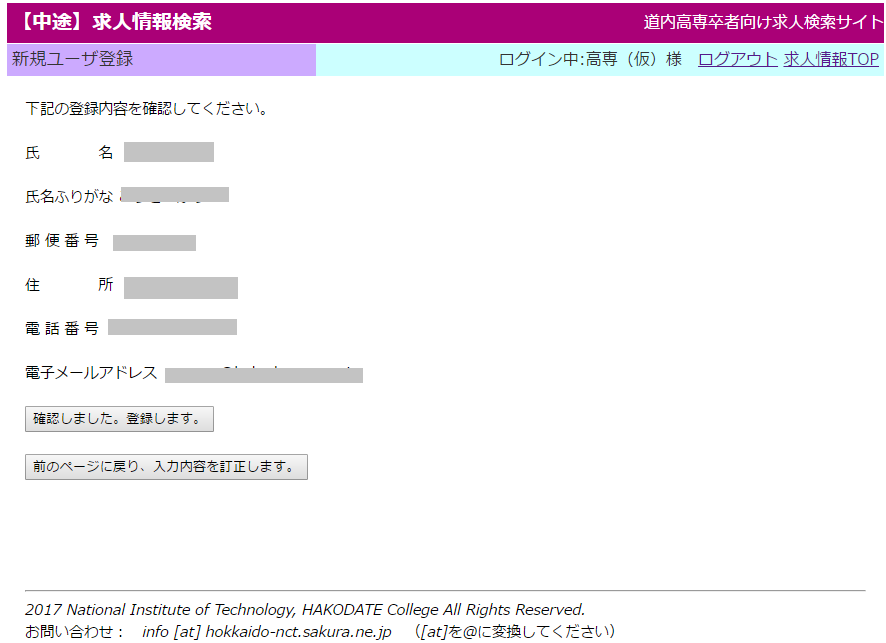 【中途】求人情報検索 道内高専卒者向け求人検索サイト
新規ユーザ登録 ログイン中:高専（仮）様 ログアウト 求人情報TOP
下記の登録内容を確認してください。
氏 名
氏名ふりがな
郵便番号
住 所
電話番号
電子メールアドレス
確認しました。登録します。
前のページに戻り、入力内容を訂正します。
2017 National Institute of Technology, HAKODATE College All Rights Reserved.
お問い合わせ： info [at] hokkaido-nct.sakura.ne.jp （[at]を@に変換してください）